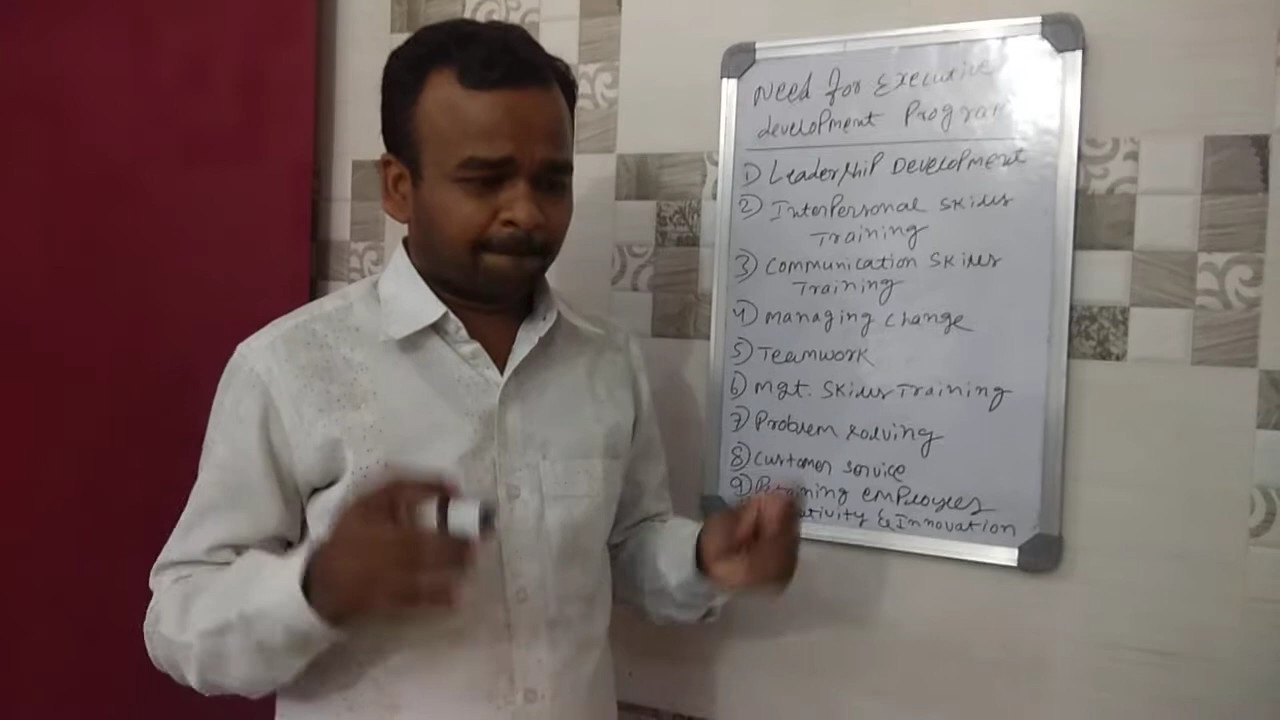 Need for Executive
development Program
1) Leadership Development
2) Interpersonal Skills
Training
3) Communication Skills
Training
4) Managing Change
5) Teamwork
6) Mgt. Skills Training
7) Problem solving
8) Customer Service
9) Retaining Employees
& Innovation